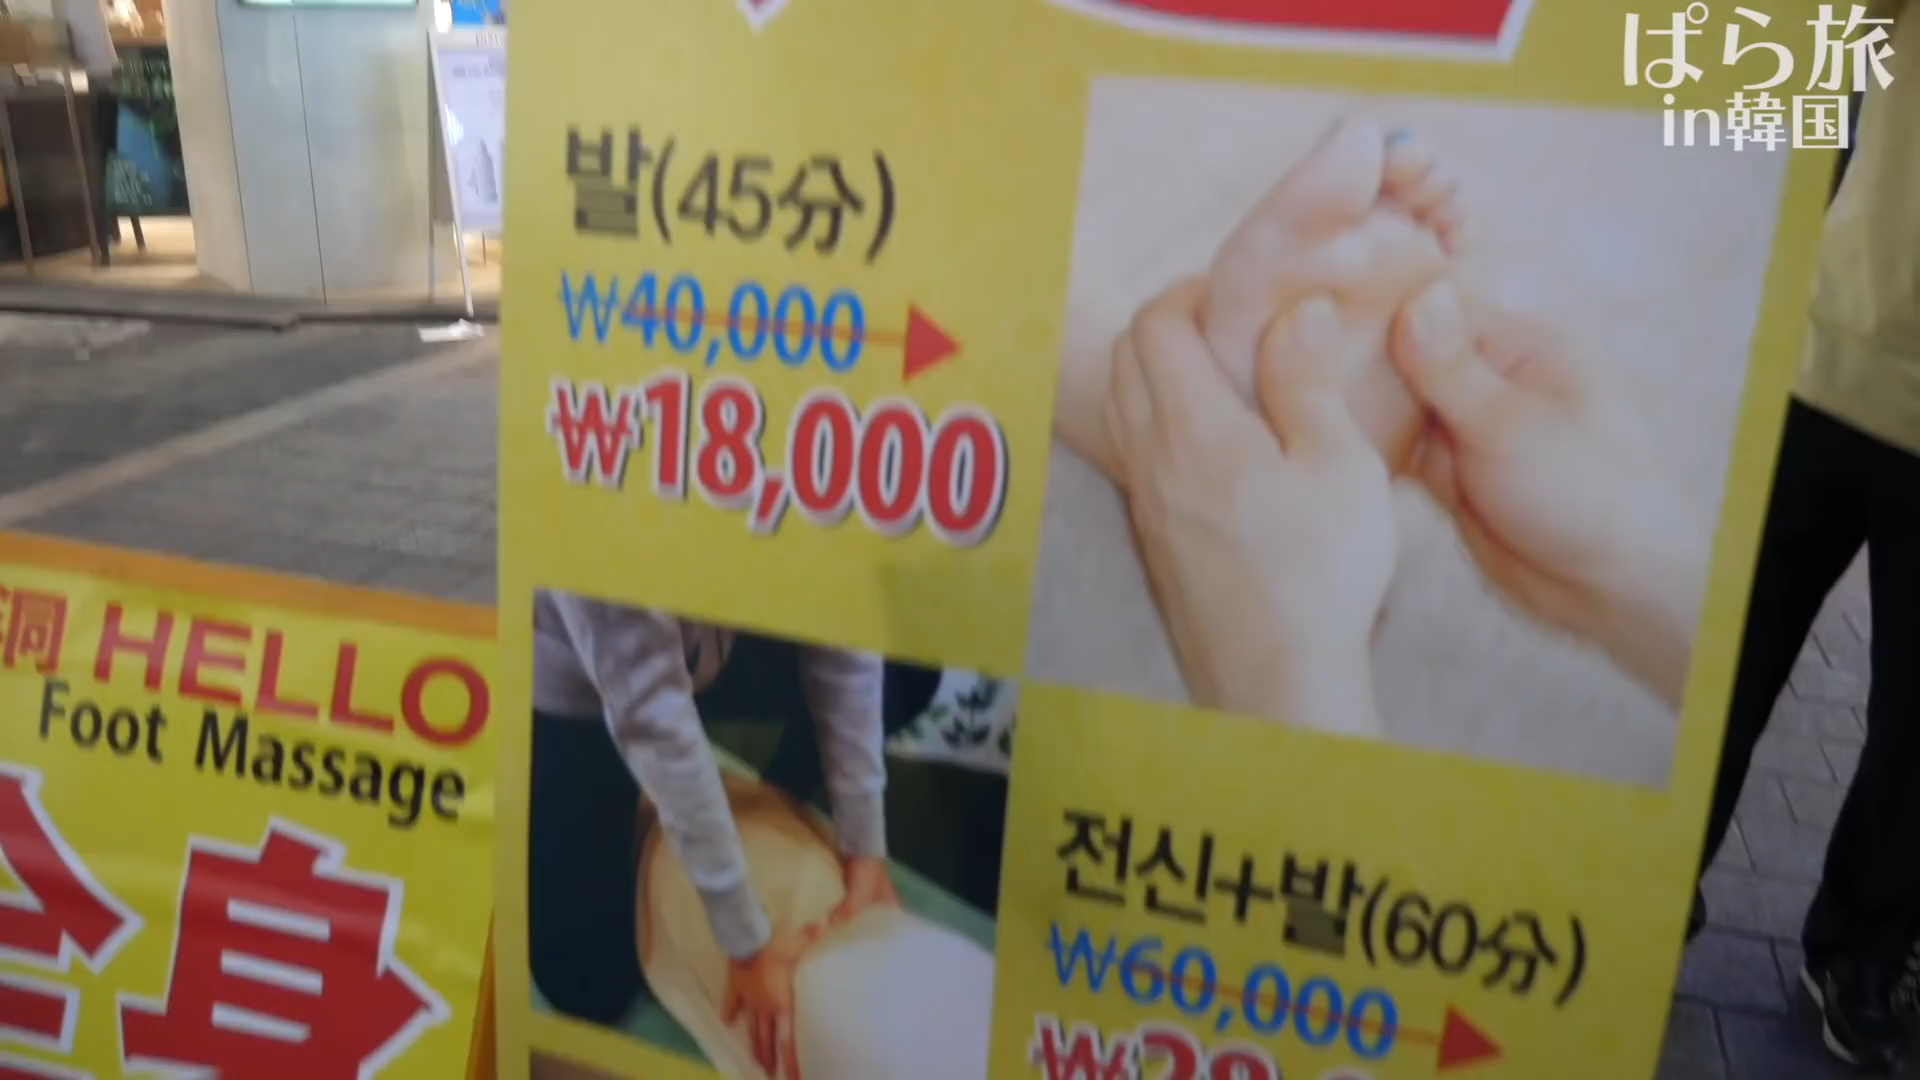 ぱら旅
in韓国
발(45分)
₩40,000
₩18,000
洞 HELLO
Foot Massage
전신+발(60分)
₩60,000